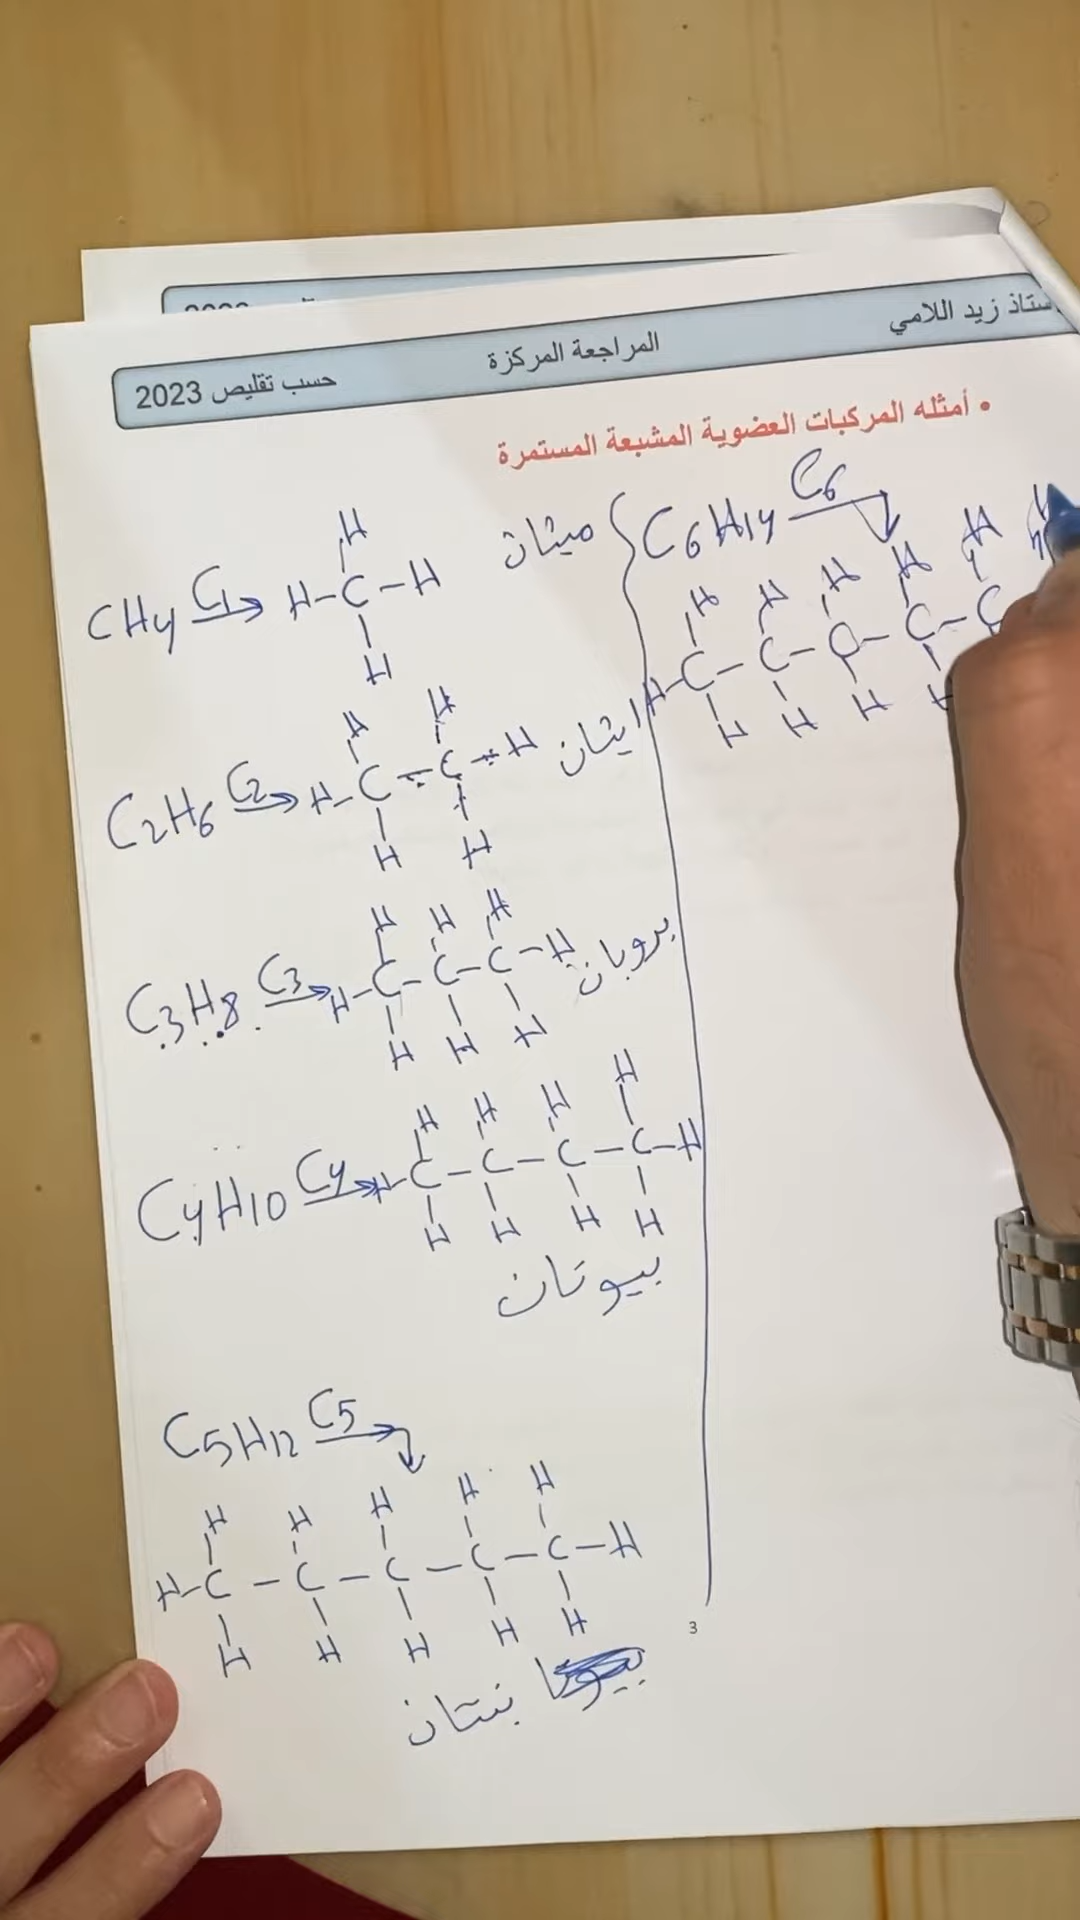 ستاذ زيد اللامي
المراجعة المركزة
حسب تقليص 2023
• أمثله المركبات العضوية المشبعة المستمرة
CH4 C1→
H
H-C-H
H
ميثان
C2H6 C2→
H H
H-C-C-H
H H
ايثان
C3H8 C3→
H H H
H-C-C-C-H
H H H
بروبان
C4H10 C4→
H H H H
H-C-C-C-C-H
H H H H
بيوتان
C5H12 C5→
H H H H H
H-C-C-C-C-C-H
H H H H H
بنتان
C6H14 C6→
H H H H H H
H-C-C-C-C-C
H H H H
3